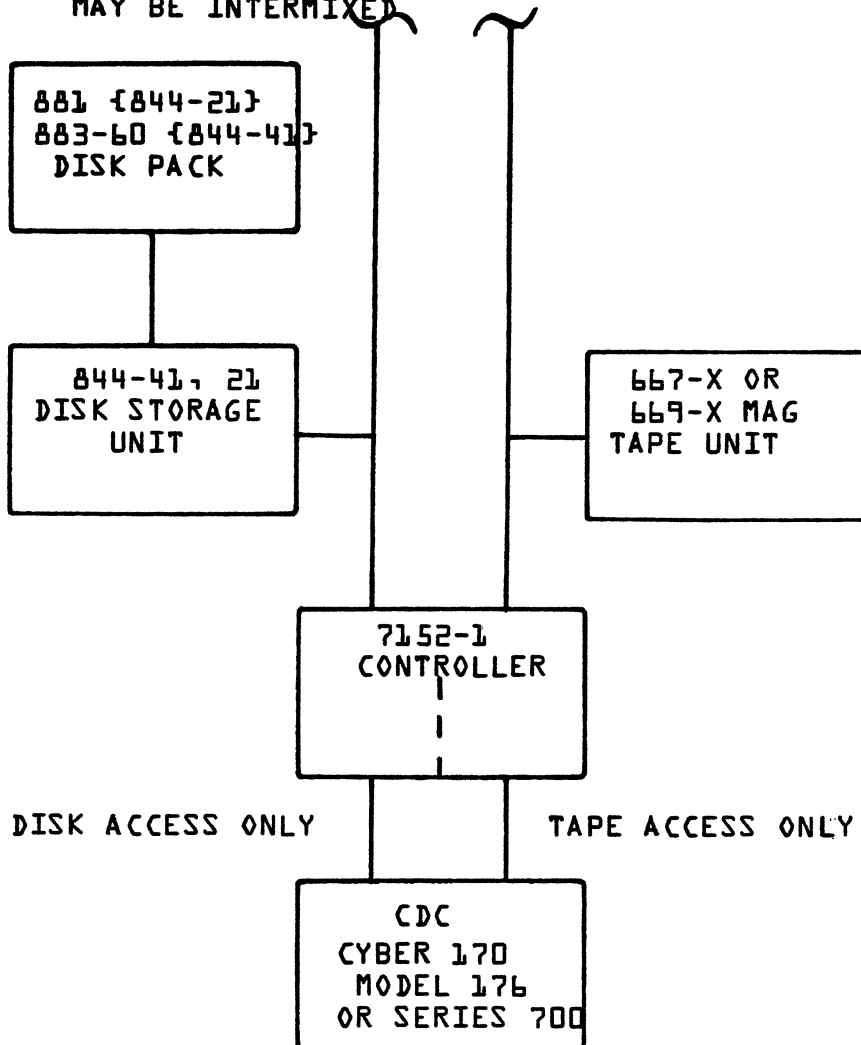 MAY BE INTERMIXED
881 {844-21}
883-60 {844-41}
DISK PACK
844-41, 21
DISK STORAGE
UNIT
667-X OR
669-X MAG
TAPE UNIT
7152-1
CONTROLLER
DISK ACCESS ONLY
TAPE ACCESS ONLY
CDC
CYBER 170
MODEL 176
OR SERIES 700